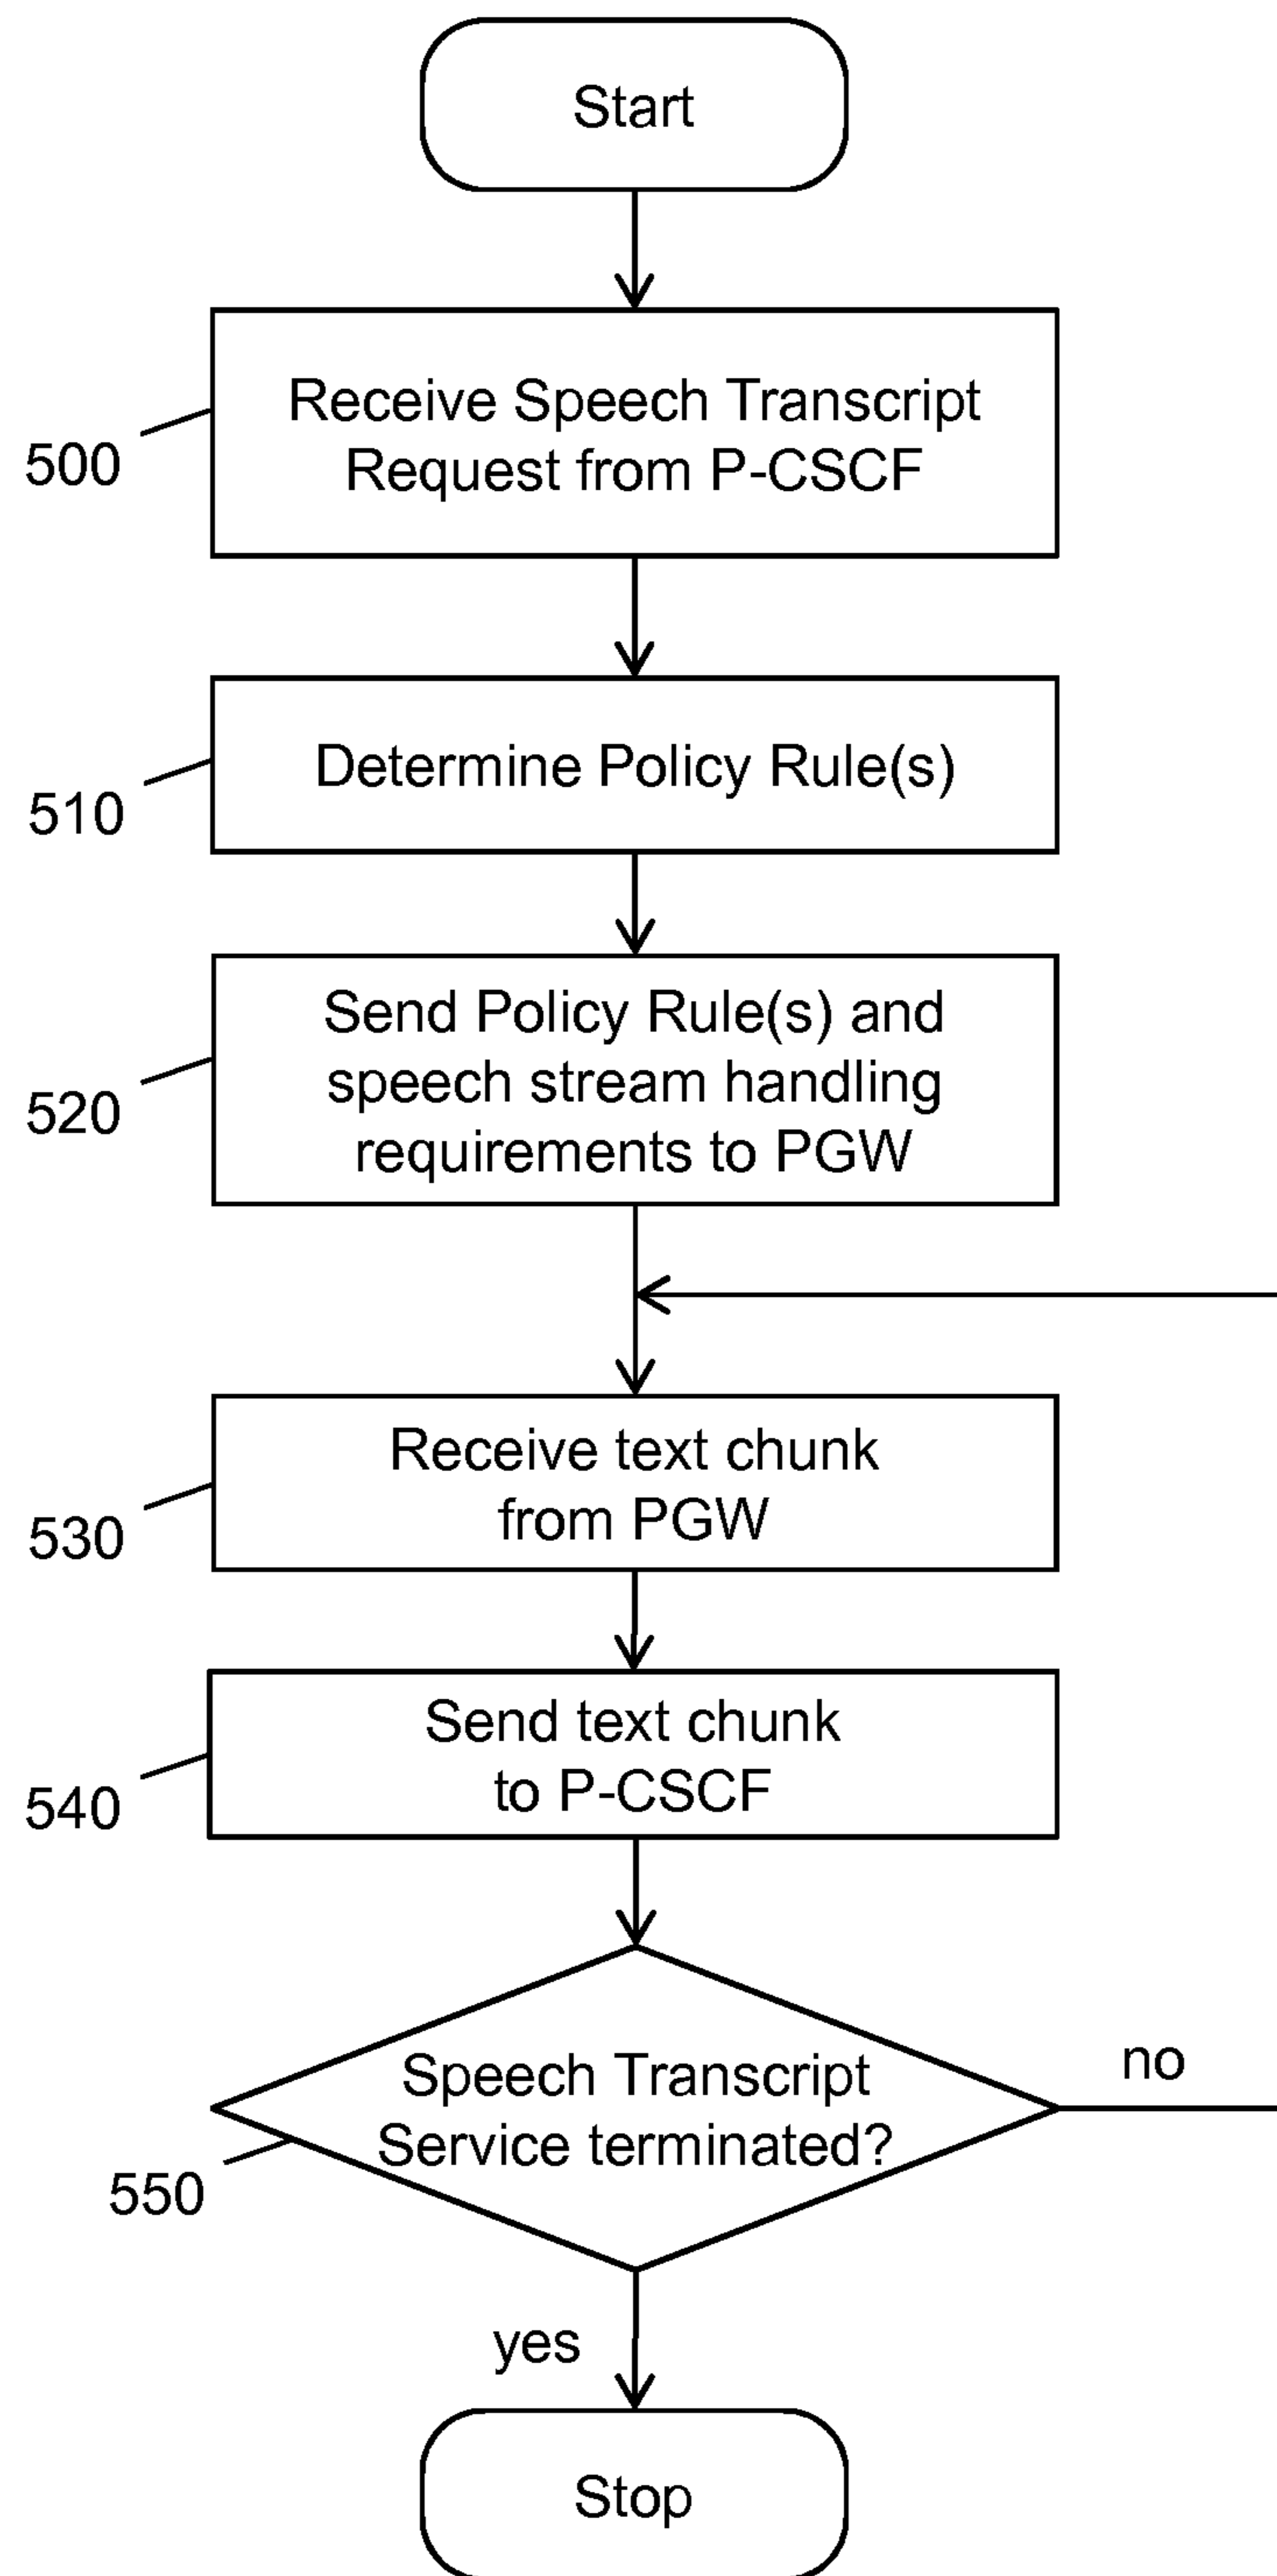 Start
Receive Speech Transcript
Request from P-CSCF
500
Determine Policy Rule(s)
510
Send Policy Rule(s) and
speech stream handling
requirements to PGW
520
Receive text chunk
from PGW
530
Send text chunk
to P-CSCF
540
Speech Transcript
Service terminated?
no
550
yes
Stop